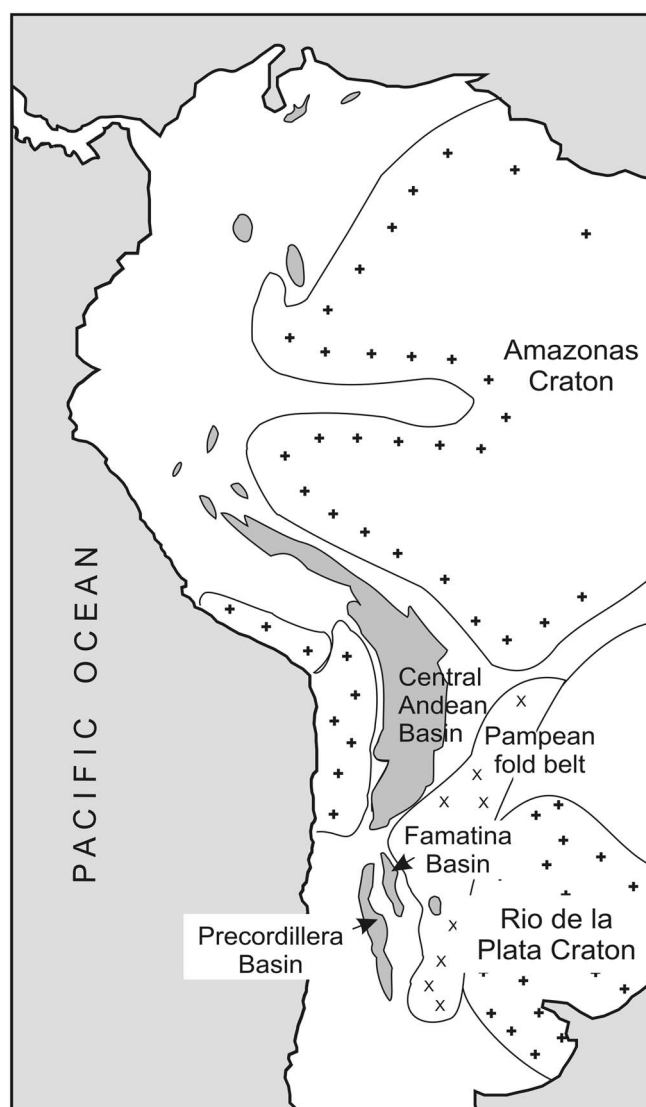 Amazonas
Craton
PACIFIC OCEAN
Central
Andean
Basin
Pampean
fold belt
Famatina
Basin
Precordillera
Basin
Rio de la
Plata Craton